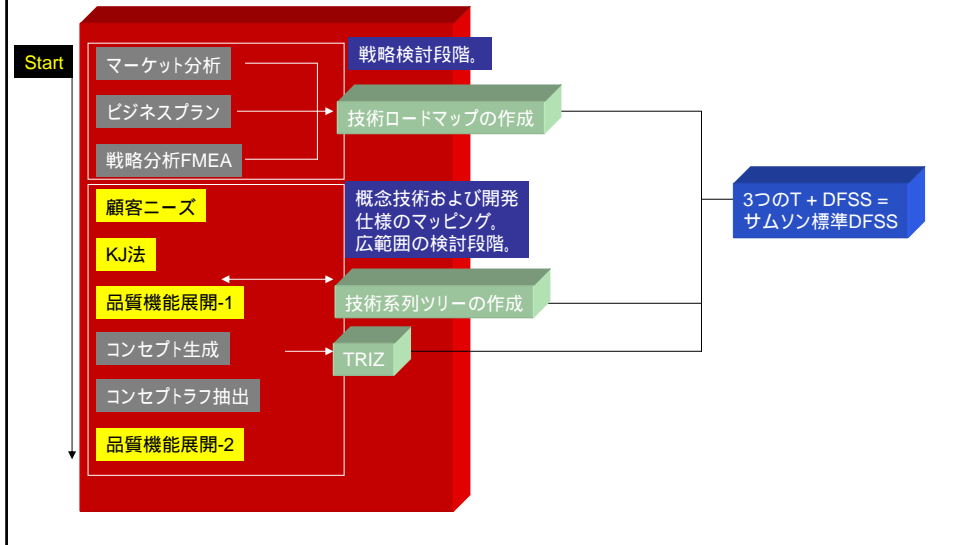 Start
マーケット分析
戦略検討段階。
ビジネスプラン
技術ロードマップの作成
戦略分析FMEA
顧客ニーズ
概念技術および開発
仕様のマッピング。
広範囲の検討段階。
3つのT + DFSS =
サムソン標準DFSS
KJ法
品質機能展開-1
技術系列ツリーの作成
コンセプト生成
TRIZ
コンセプトラフ抽出
品質機能展開-2